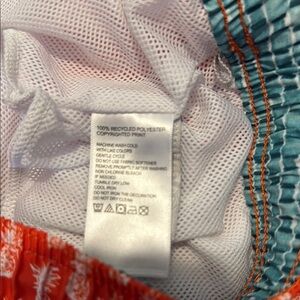 100% RECYCLED POLYESTER
COPYRIGHTED PRINT
MACHINE WASH COLD
WITH LIKE COLORS
GENTLE CYCLE
DO NOT USE FABRIC SOFTENER
REMOVE PROMPTLY AFTER WASHING
NON CHLORINE BLEACH
IF NEEDED
TUMBLE DRY LOW
COOL IRON
DO NOT IRON THE DECORATION
DO NOT DRY CLEAN